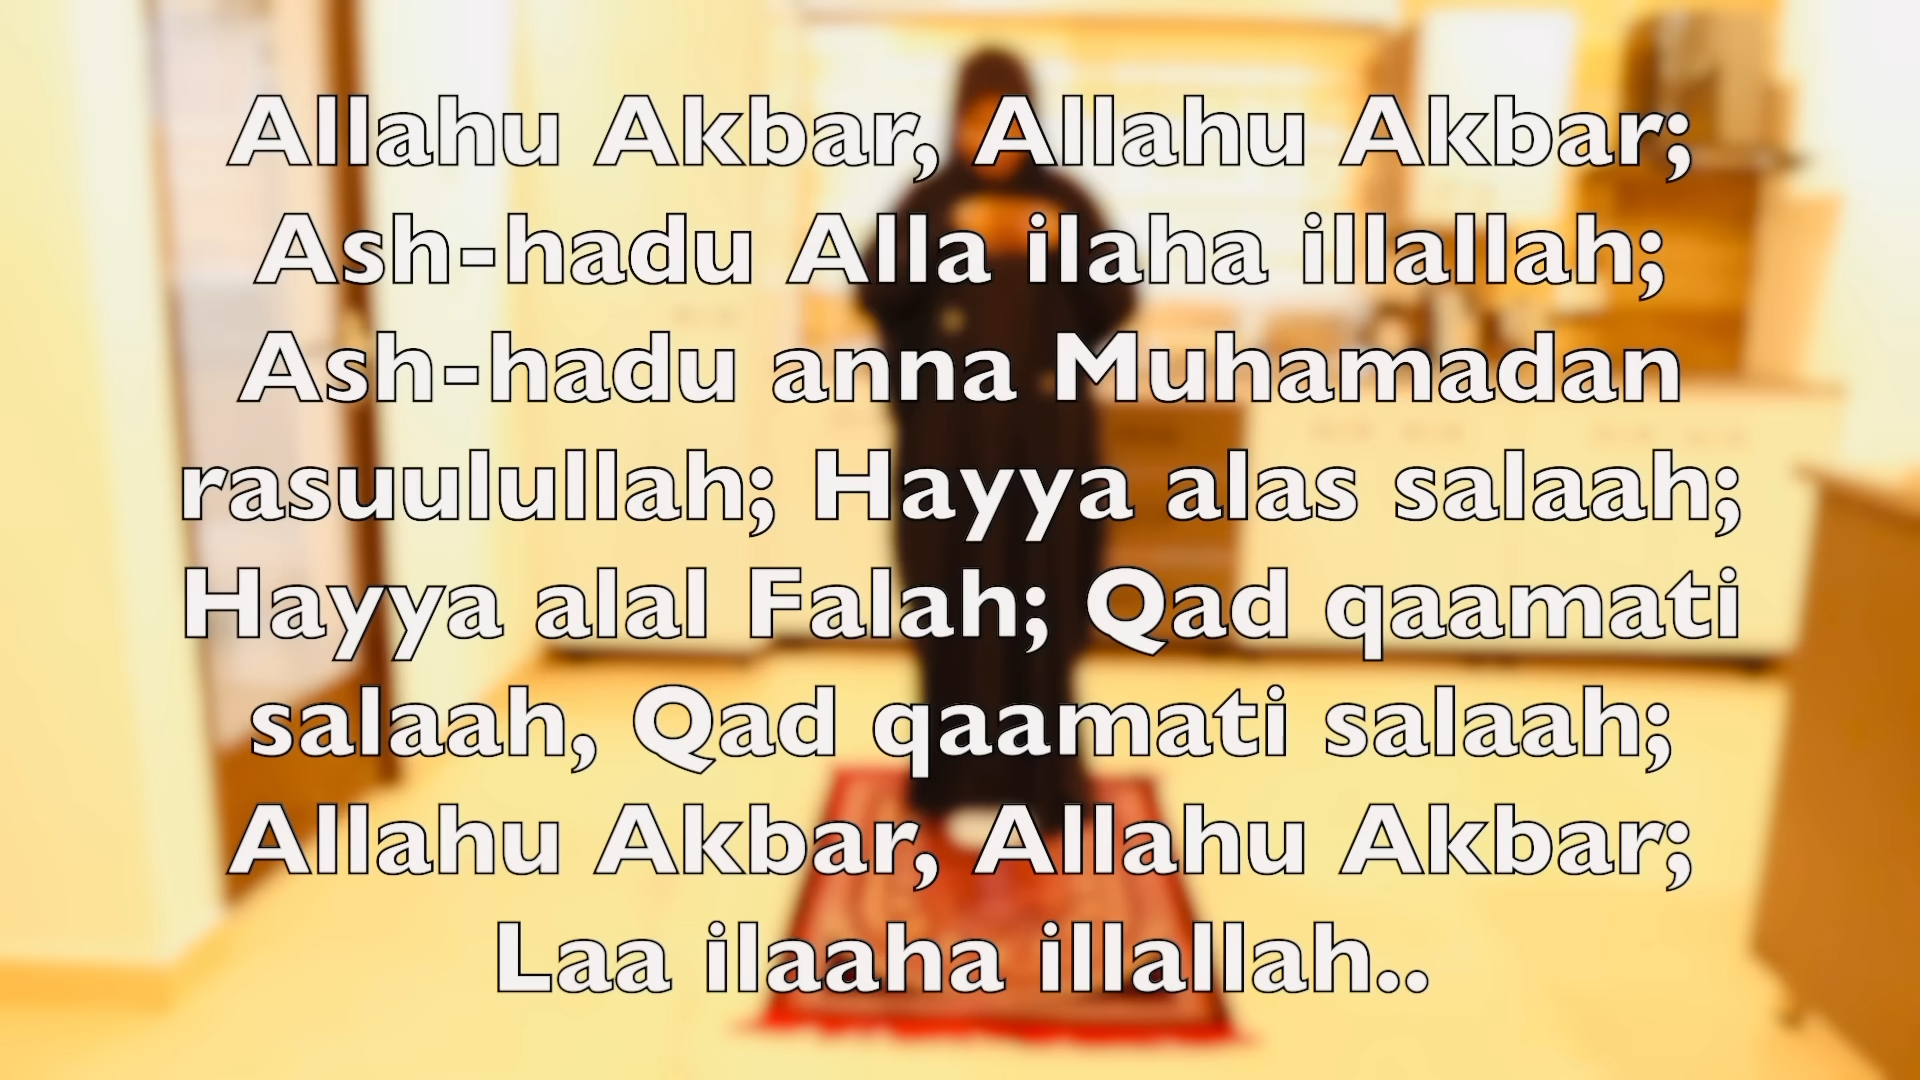 Allahu Akbar, Allahu Akbar;
Ash-hadu Alla ilaha illallah;
Ash-hadu anna Muhamadan
rasuulullah; Hayya alas salaah;
Hayya alal Falah; Qad qaamati
salaah, Qad qaamati salaah;
Allahu Akbar, Allahu Akbar;
Laa ilaaha illallah..